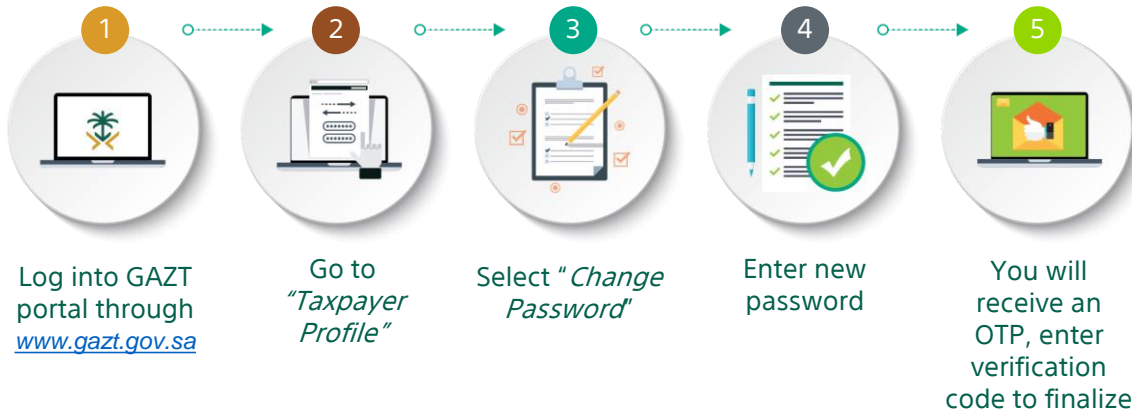 1
2
3
4
5
Log into GAZT
portal through
www.gazt.gov.sa
Go to
“Taxpayer
Profile”
Select “Change
Password”
Enter new
password
You will
receive an
OTP, enter
verification
code to finalize